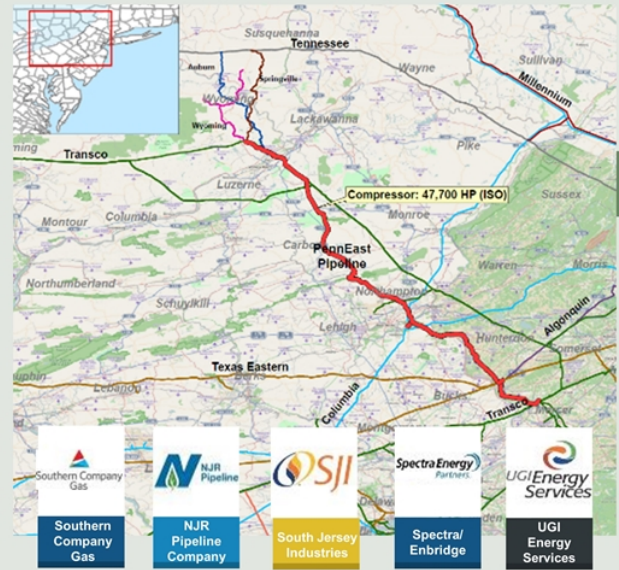 Susquehanna
Tennessee
Sullivan
Wayne
Millennium
Auburn
Springville
Wyoming
Wyoming
Lackawanna
Transco
Pike
Luzerne
Compressor: 47,700 HP (ISO)
Sussex
Columbia
Montour
Monroe
Carbo
PennEast
Pipeline
Warren
Morris
Northumberland
Northampton
Schuylkill
Lehigh
Algonquin
Hunterdon
Somerset
Texas Eastern
Berks
Lebanon
Columbia
Bucks
Transco
Mercer
Southern Company
Gas
NJR
Pipeline
SJI
Spectra Energy
Partners
UGI Energy
Services
Southern
Company
Gas
NJR
Pipeline
Company
South Jersey
Industries
Spectra/
Enbridge
UGI
Energy
Services